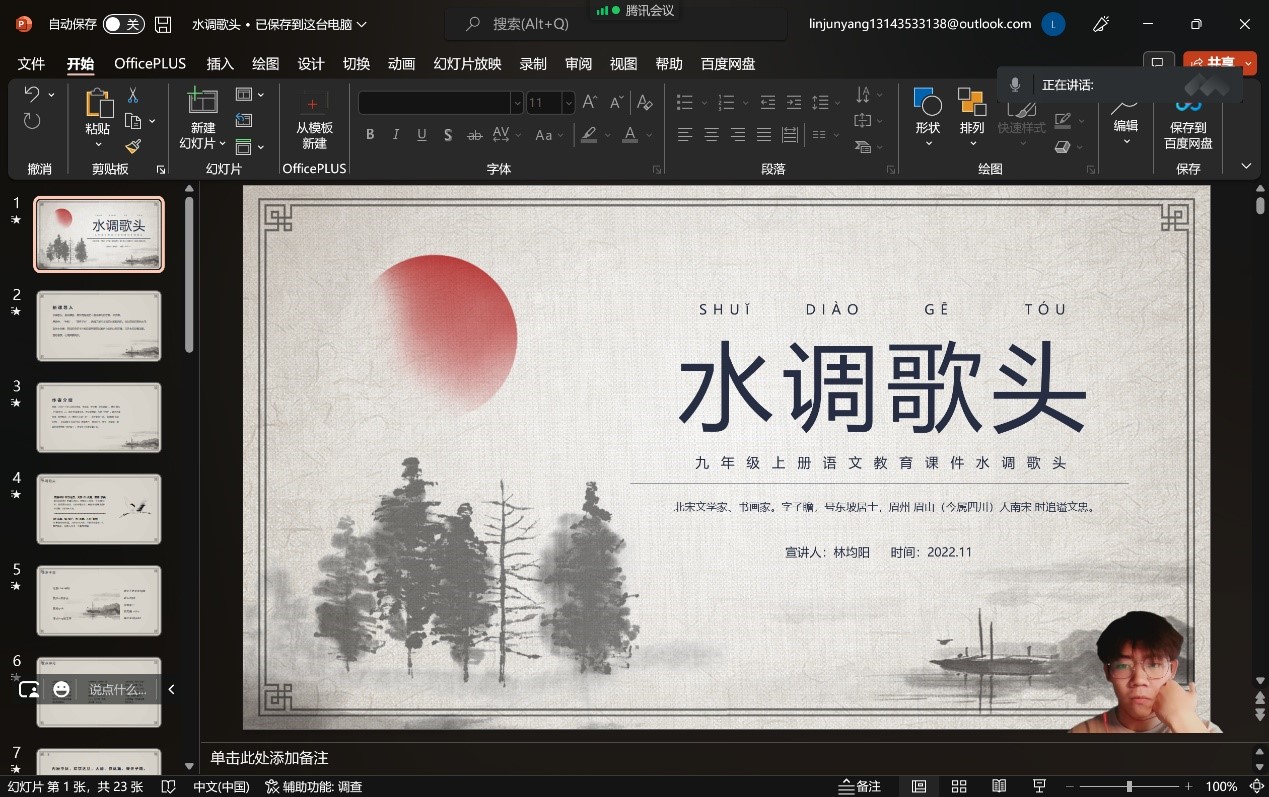 腾讯会议
自动保存 关 水调歌头 • 已保存到这台电脑 搜索(Alt+Q) linjunyang13143533138@outlook.com L
文件 开始 OfficePLUS 插入 绘图 设计 切换 动画 幻灯片放映 录制 审阅 视图 帮助 百度网盘 共享
正在讲话:
11
粘贴 新建 幻灯片 从模板 新建 形状 排列 快速样式 编辑 保存到 百度网盘
撤消 剪贴板 幻灯片 OfficePLUS 字体 段落 绘图 保存
1
2
3
作者介绍
4
5
6
7
说点什么...
SHUǏ DIÀO GĒ TÓU
水调歌头
九年级上册语文教育课件水调歌头
北宋文学家、书画家。字子瞻，号东坡居士，眉州 眉山（今属四川）人南宋 时追谥文忠。
宣讲人：林均阳 时间：2022.11
单击此处添加备注
幻灯片 第 1 张，共 23 张 中文(中国) 辅助功能: 调查 备注 100%